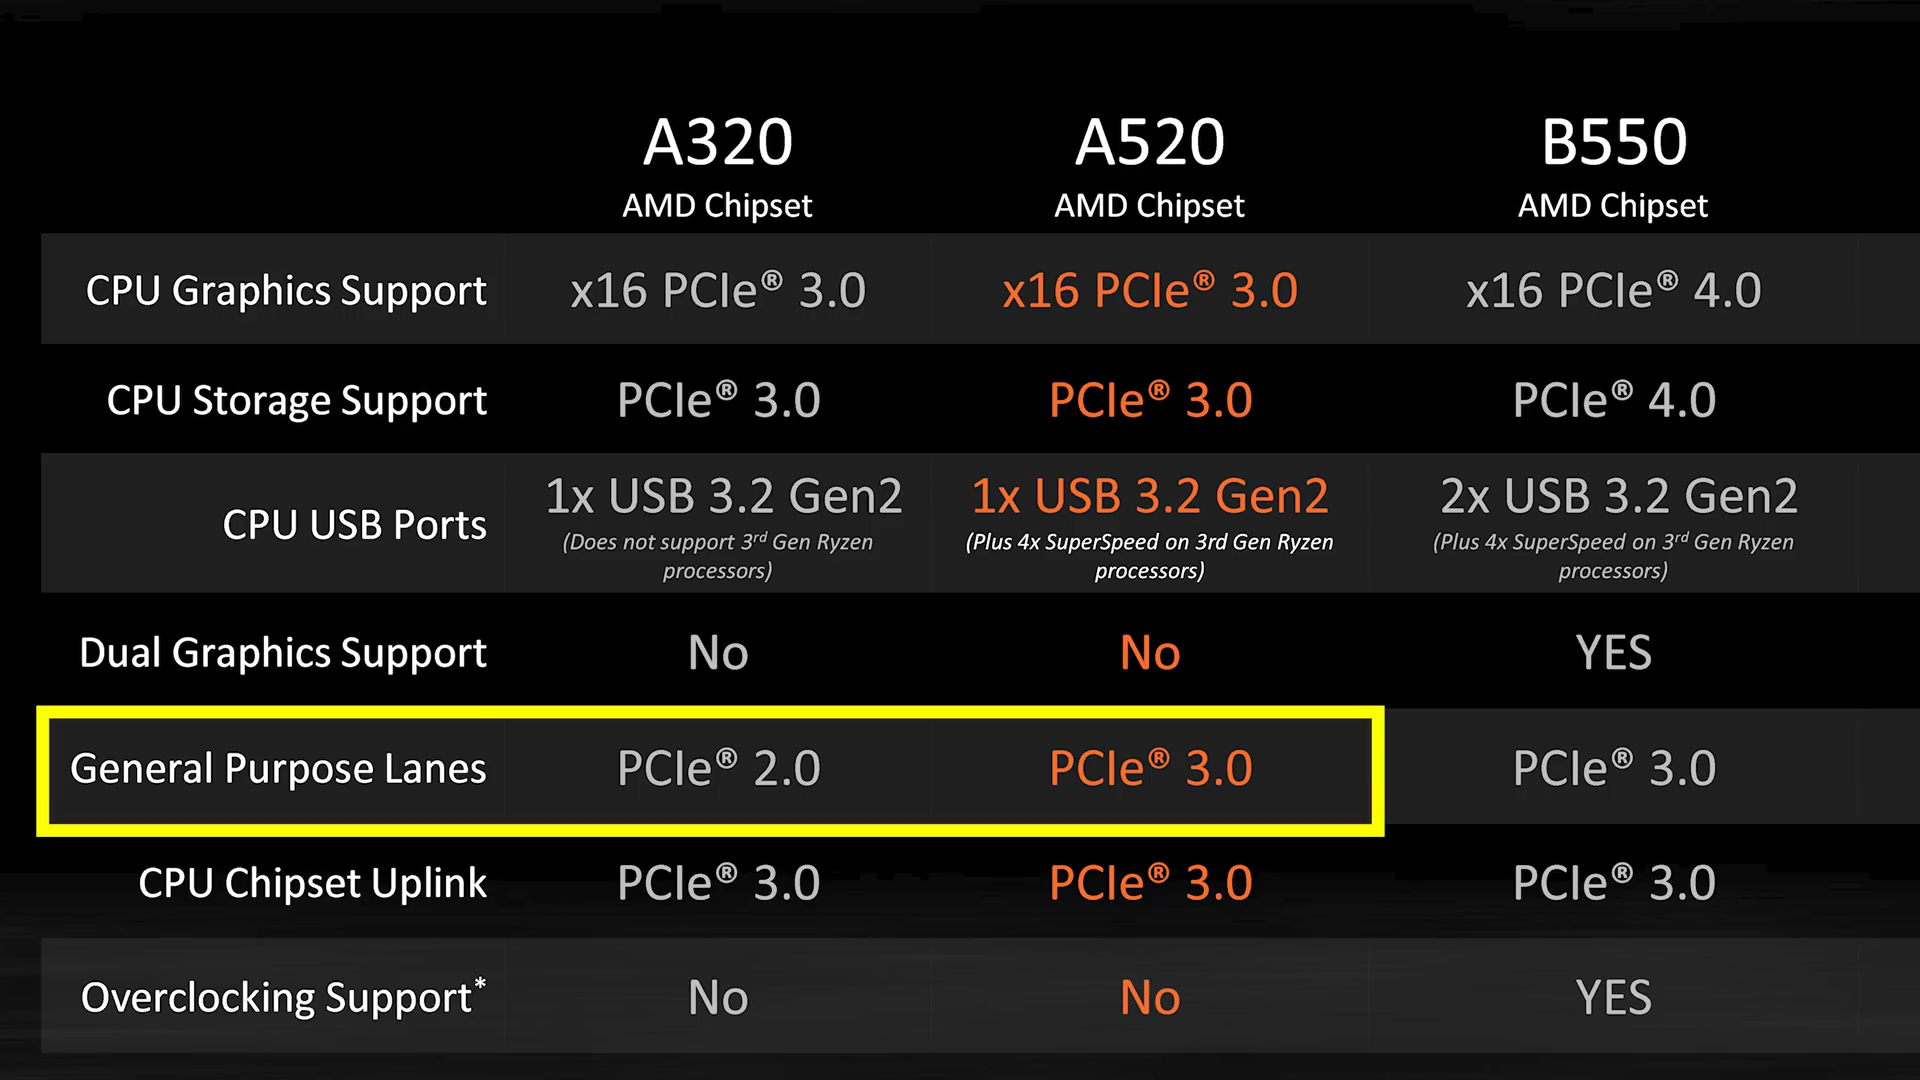 A320 A520 B550
AMD Chipset AMD Chipset AMD Chipset
CPU Graphics Support x16 PCIe® 3.0 x16 PCIe® 3.0 x16 PCIe® 4.0
CPU Storage Support PCIe® 3.0 PCIe® 3.0 PCIe® 4.0
CPU USB Ports 1x USB 3.2 Gen2 1x USB 3.2 Gen2 2x USB 3.2 Gen2
(Does not support 3rd Gen Ryzen (Plus 4x SuperSpeed on 3rd Gen Ryzen (Plus 4x SuperSpeed on 3rd Gen Ryzen
processors) processors) processors)
Dual Graphics Support No No YES
General Purpose Lanes PCIe® 2.0 PCIe® 3.0 PCIe® 3.0
CPU Chipset Uplink PCIe® 3.0 PCIe® 3.0 PCIe® 3.0
Overclocking Support* No No YES